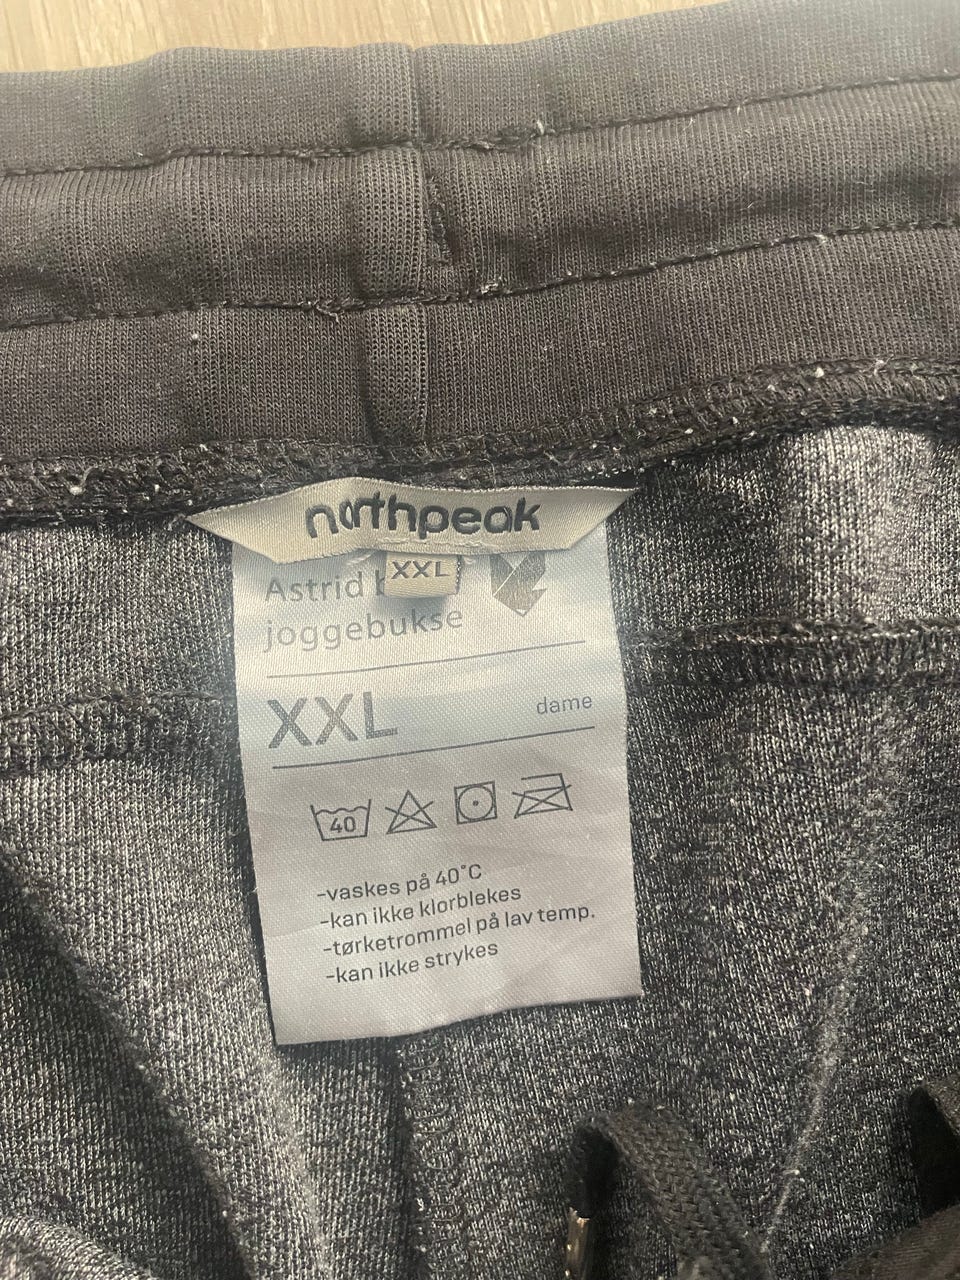 northpeak
XXL
Astrid
joggebukse
XXL
dame
40
-vaskes på 40°C
-kan ikke klorblekes
-tørketrommel på lav temp.
-kan ikke strykes